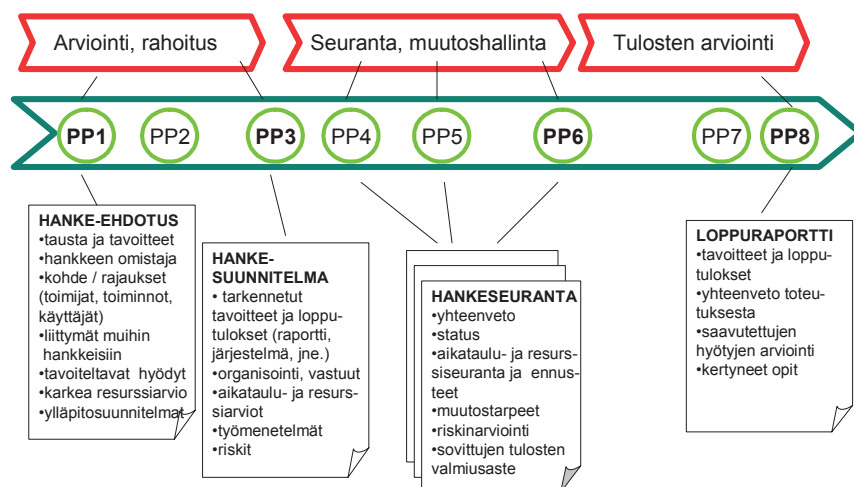 Arviointi, rahoitus
Seuranta, muutoshallinta
Tulosten arviointi
PP1
PP2
PP3
PP4
PP5
PP6
PP7
PP8
HANKE-EHDOTUS
•tausta ja tavoitteet
•hankkeen omistaja
•kohde / rajaukset
(toimijat, toiminnot,
käyttäjät)
•liittymät muihin
hankkeisiin
•tavoiteltavat hyödyt
•karkea resurssiarvio
•ylläpitosuunnitelmat
HANKE-
SUUNNITELMA
• tarkennetut
tavoitteet ja loppu-
tulokset (raportti,
järjestelmä, jne.)
•organisointi, vastuut
•aikataulu- ja resurs-
siarviot
•työmenetelmät
•riskit
HANKESEURANTA
•yhteenveto
•status
•aikataulu- ja resurs-
siseuranta ja ennus-
teet
•muutostarpeet
•riskinarviointi
•sovittujen tulosten
valmiusaste
LOPPURAPORTTI
•tavoitteet ja loppu-
tulokset
•yhteenveto toteu-
tuksesta
•saavutettujen
hyötyjen arviointi
•kertyneet opit